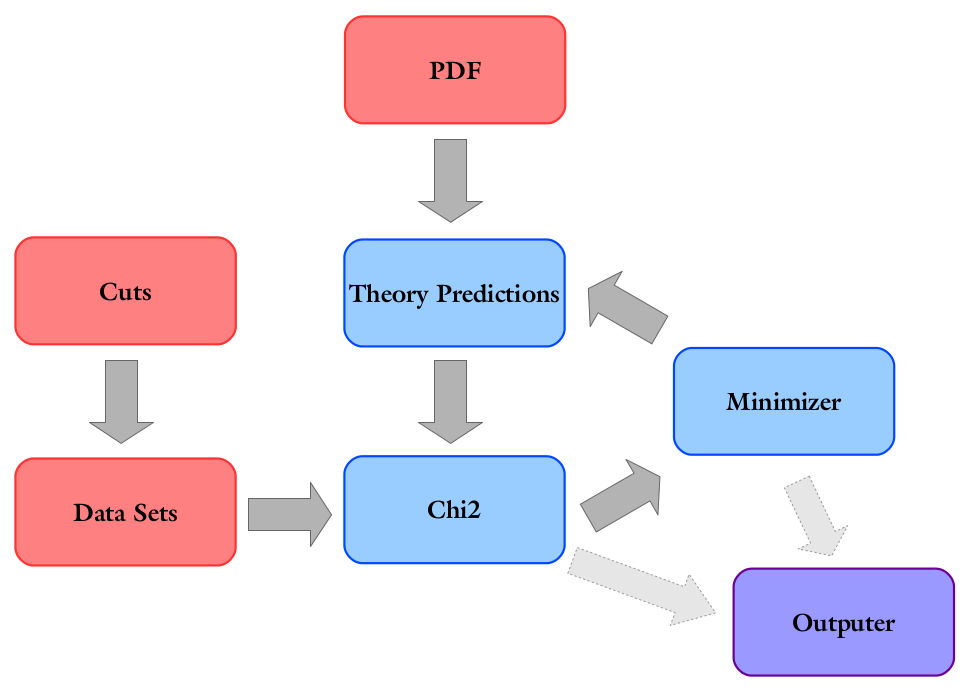 PDF
Cuts
Theory Predictions
Minimizer
Data Sets
Chi2
Outputer